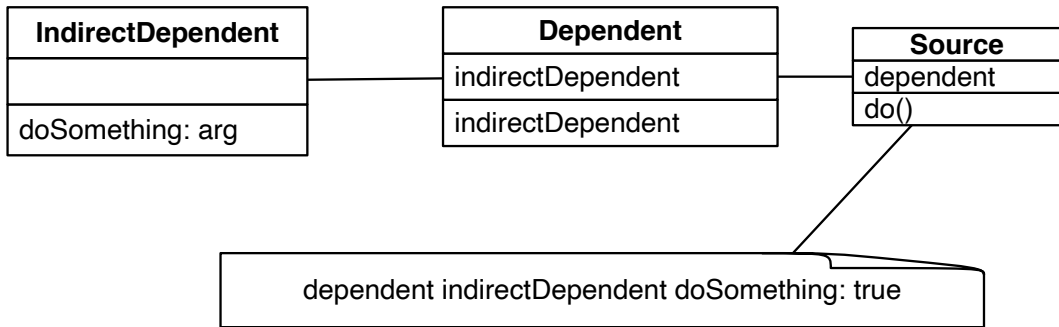 IndirectDependent
doSomething: arg
Dependent
indirectDependent
indirectDependent
Source
dependent
do()
dependent indirectDependent doSomething: true